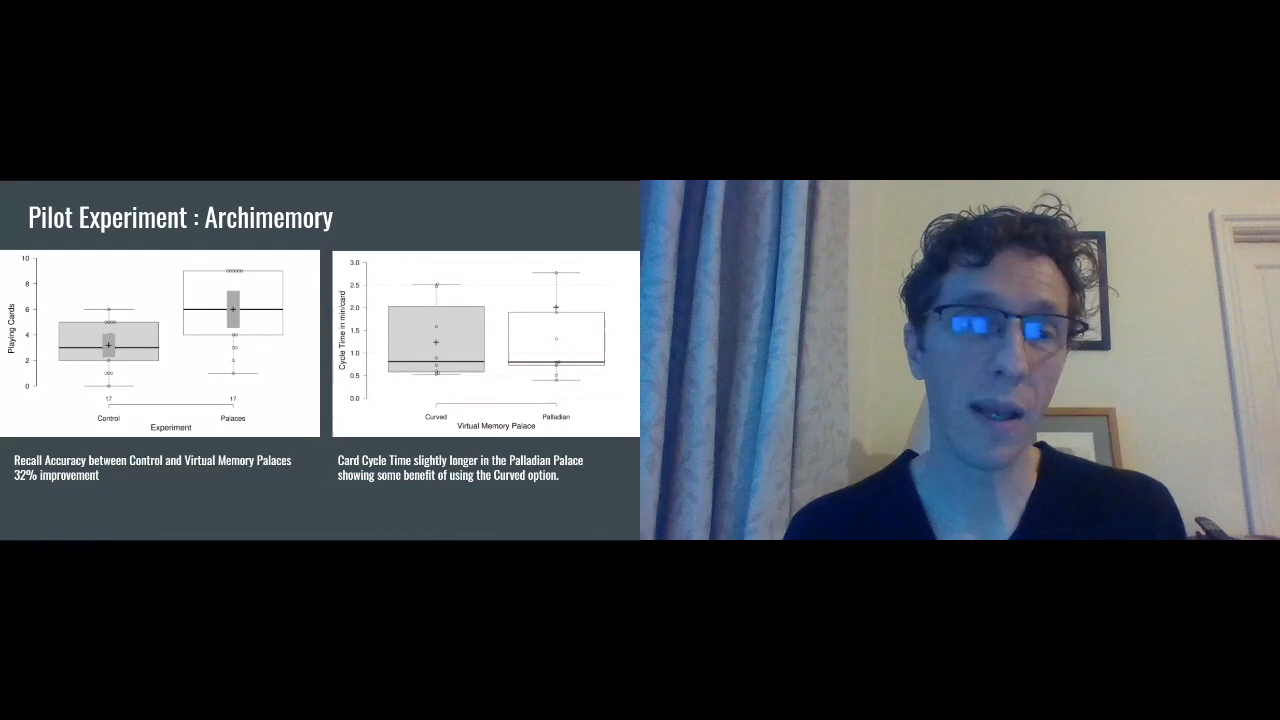 Pilot Experiment : Archimemory
10
8
6
4
2
0
Playing Cards
17
17
Control
Palaces
Experiment
3.0
2.5
1.5
1.0
0.5
0.0
Cycle Time in min/card
Curved
Palladian
Virtual Memory Palace
Recall Accuracy between Control and Virtual Memory Palaces
32% improvement
Card Cycle Time slightly longer in the Palladian Palace
showing some benefit of using the Curved option.